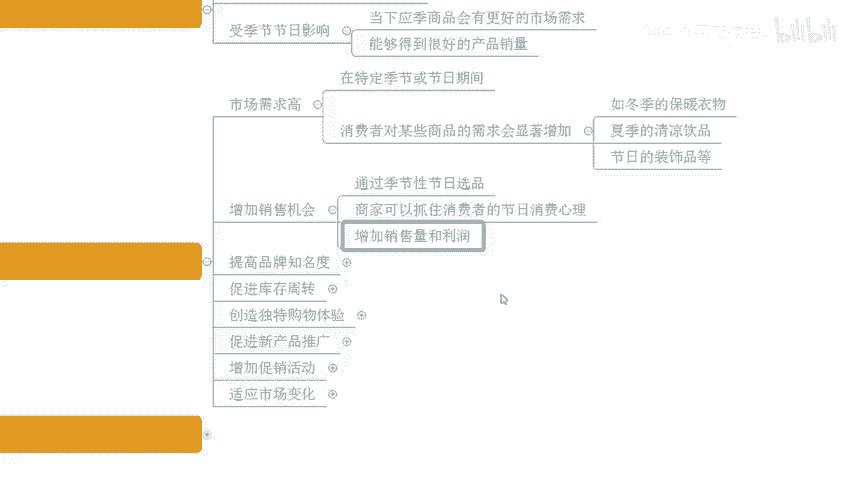 当下应季商品会有更好的市场需求
受季节节日影响
能够得到很好的产品销量
在特定季节或节日期间
市场需求高
消费者对某些商品的需求会显著增加
如冬季的保暖衣物
夏季的清凉饮品
节日的装饰品等
通过季节性节日选品
增加销售机会
商家可以抓住消费者的节日消费心理
增加销售量和利润
提高品牌知名度
促进库存周转
创造独特购物体验
促进新产品推广
增加促销活动
适应市场变化
bilibili